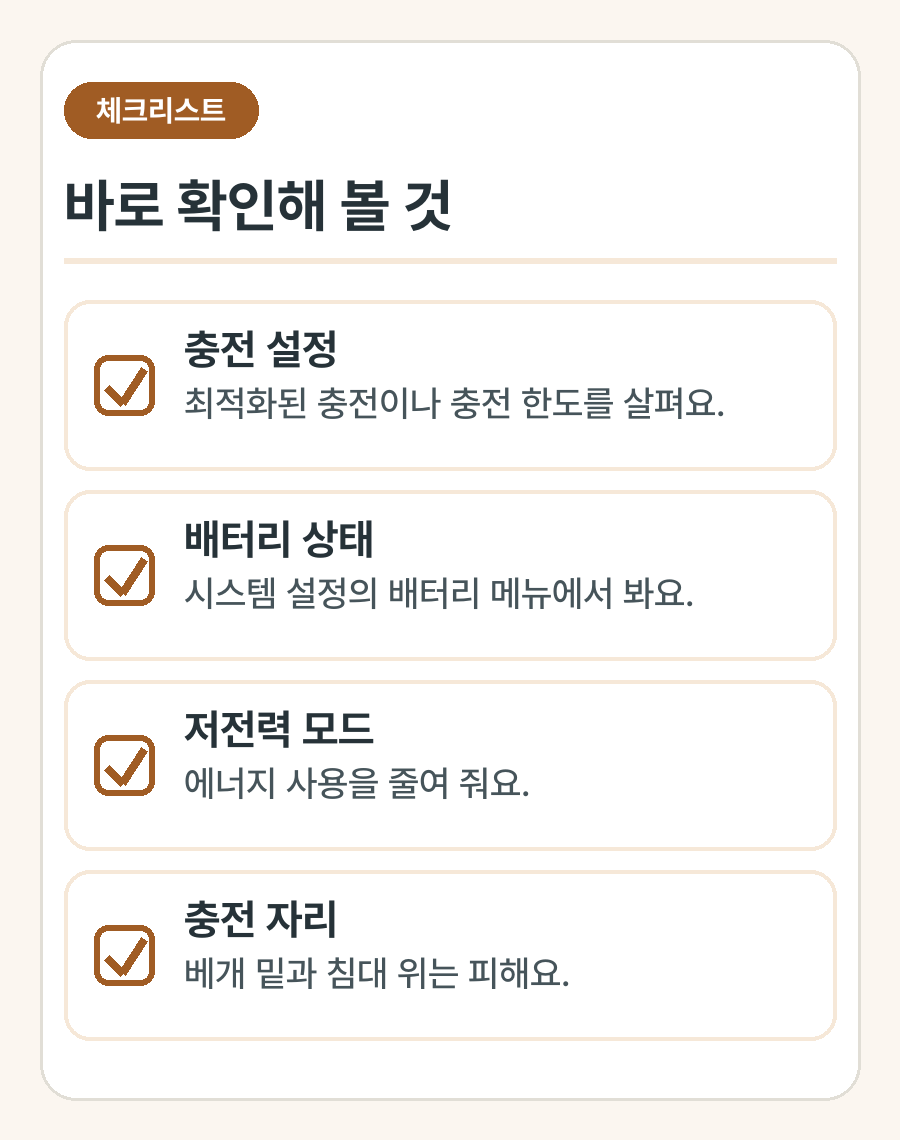 체크리스트
바로 확인해 볼 것
충전 설정
최적화된 충전이나 충전 한도를 살펴요.
배터리 상태
시스템 설정의 배터리 메뉴에서 봐요.
저전력 모드
에너지 사용을 줄여 줘요.
충전 자리
베개 밑과 침대 위는 피해요.